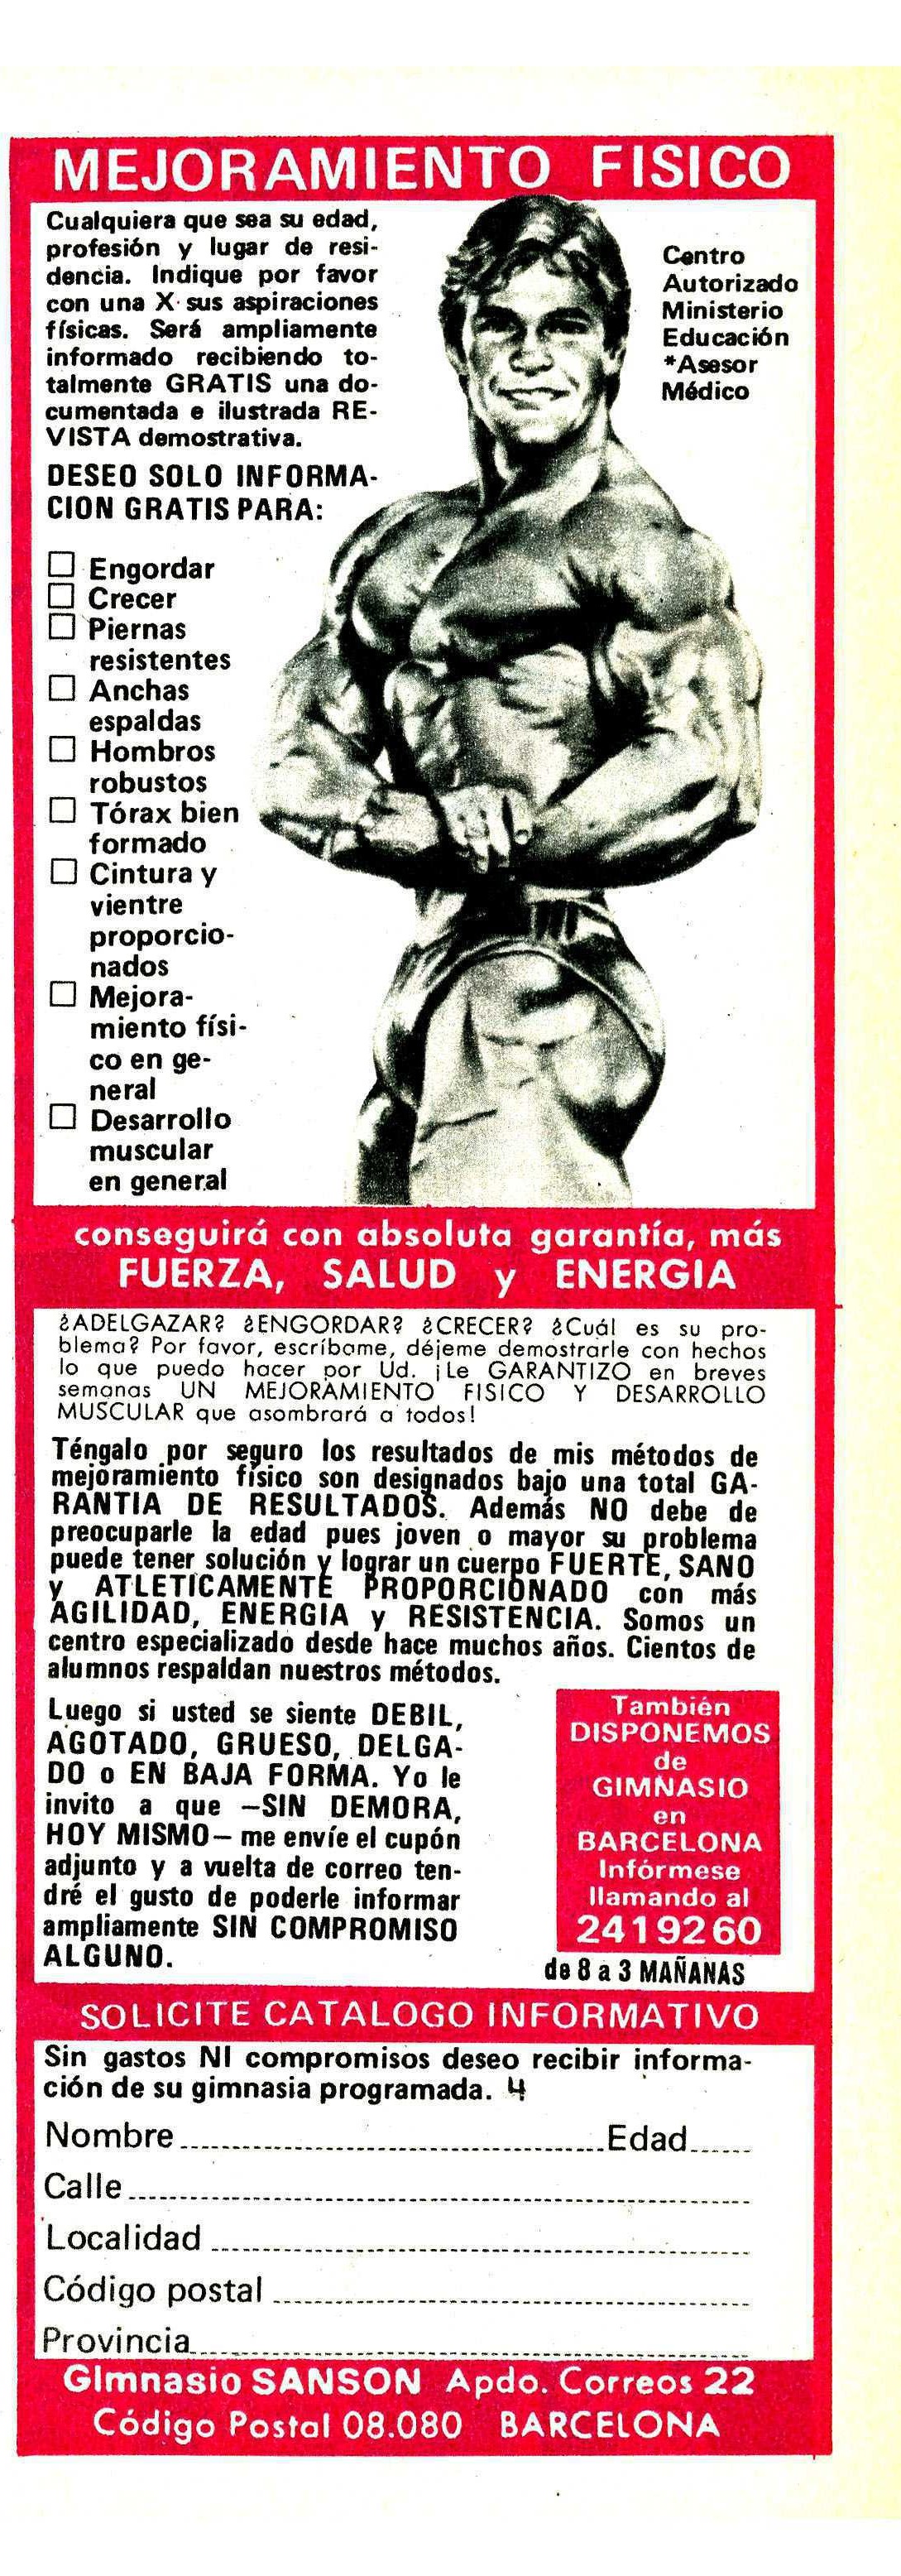 MEJORAMIENTO FISICO
Cualquiera que sea su edad,
profesión y lugar de resi-
dencia. Indique por favor
con una X sus aspiraciones
físicas. Será ampliamente
informado recibiendo to-
talmente GRATIS una do-
cumentada e ilustrada RE-
VISTA demostrativa.
Centro
Autorizado
Ministerio
Educación
*Asesor
Médico
DESEO SOLO INFORMA-
CION GRATIS PARA:
Engordar
Crecer
Piernas
resistentes
Anchas
espaldas
Hombros
robustos
Tórax bien
formado
Cintura y
vientre
proporcio-
nados
Mejora-
miento físi-
co en ge-
neral
Desarrollo
muscular
en general
conseguirá con absoluta garantía, más
FUERZA, SALUD y ENERGIA
¿ADELGAZAR? ¿ENGORDAR? ¿CRECER? ¿Cuál es su pro-
blema? Por favor, escríbame, déjeme demostrarle con hechos
lo que puedo hacer por Ud. ¡Le GARANTIZO en breves
semanas UN MEJORAMIENTO FISICO Y DESARROLLO
MUSCULAR que asombrará a todos!
Téngalo por seguro los resultados de mis métodos de
mejoramiento físico son designados bajo una total GA-
RANTIA DE RESULTADOS. Además NO debe de
preocuparle la edad pues joven o mayor su problema
puede tener solución y lograr un cuerpo FUERTE, SANO
y ATLETICAMENTE PROPORCIONADO con más
AGILIDAD, ENERGIA y RESISTENCIA. Somos un
centro especializado desde hace muchos años. Cientos de
alumnos respaldan nuestros métodos.
Luego si usted se siente DEBIL,
AGOTADO, GRUESO, DELGA-
DO o EN BAJA FORMA. Yo le
invito a que —SIN DEMORA,
HOY MISMO— me envíe el cupón
adjunto y a vuelta de correo ten-
dré el gusto de poderle informar
ampliamente SIN COMPROMISO
ALGUNO.
También
DISPONEMOS
de
GIMNASIO
en
BARCELONA
Infórmese
llamando al
2419260
de 8 a 3 MAÑANAS
SOLICITE CATALOGO INFORMATIVO
Sin gastos NI compromisos deseo recibir informa-
ción de su gimnasia programada. 4
Nombre Edad
Calle
Localidad
Código postal
Provincia
GImnasio SANSON Apdo. Correos 22
Código Postal 08.080 BARCELONA